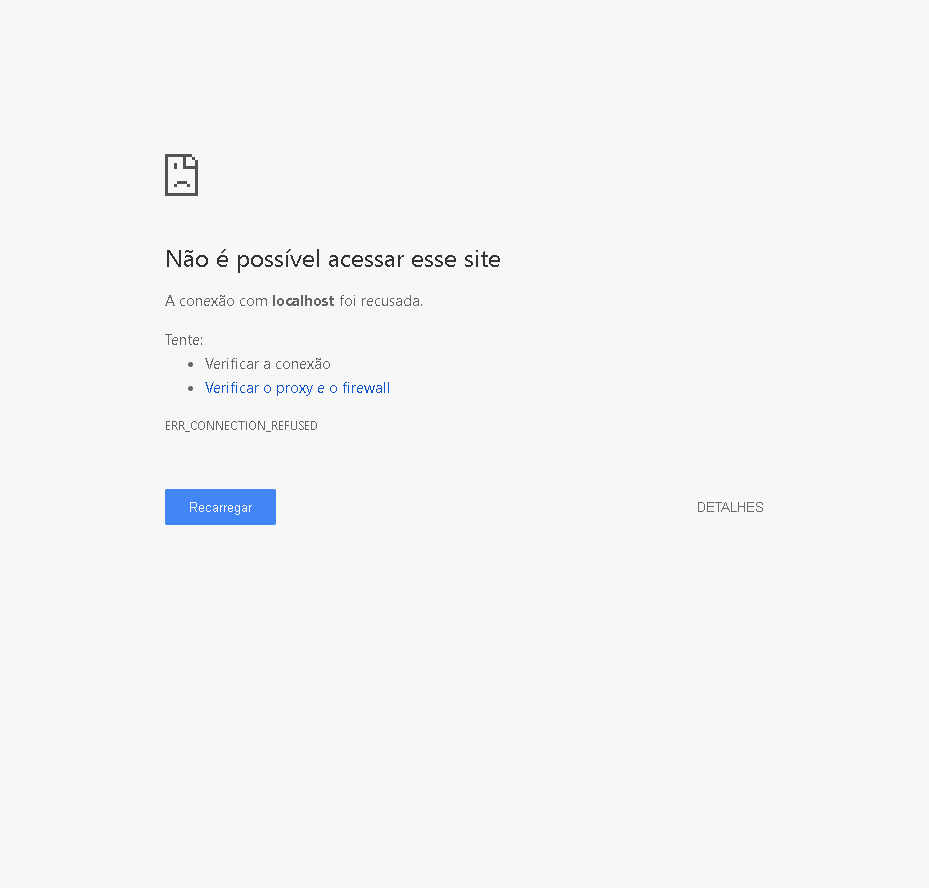 Não é possível acessar esse site
A conexão com localhost foi recusada.
Tente:
Verificar a conexão
Verificar o proxy e o firewall
ERR_CONNECTION_REFUSED
Recarregar
DETALHES